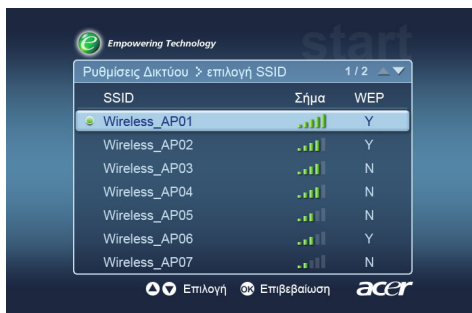 start
e Empowering Technology
Ρυθμίσεις Δικτύου > επιλογή SSID 1 / 2
SSID Σήμα WEP
Wireless_AP01 Y
Wireless_AP02 Y
Wireless_AP03 N
Wireless_AP04 N
Wireless_AP05 N
Wireless_AP06 Y
Wireless_AP07 N
Επιλογή OK Επιβεβαίωση acer